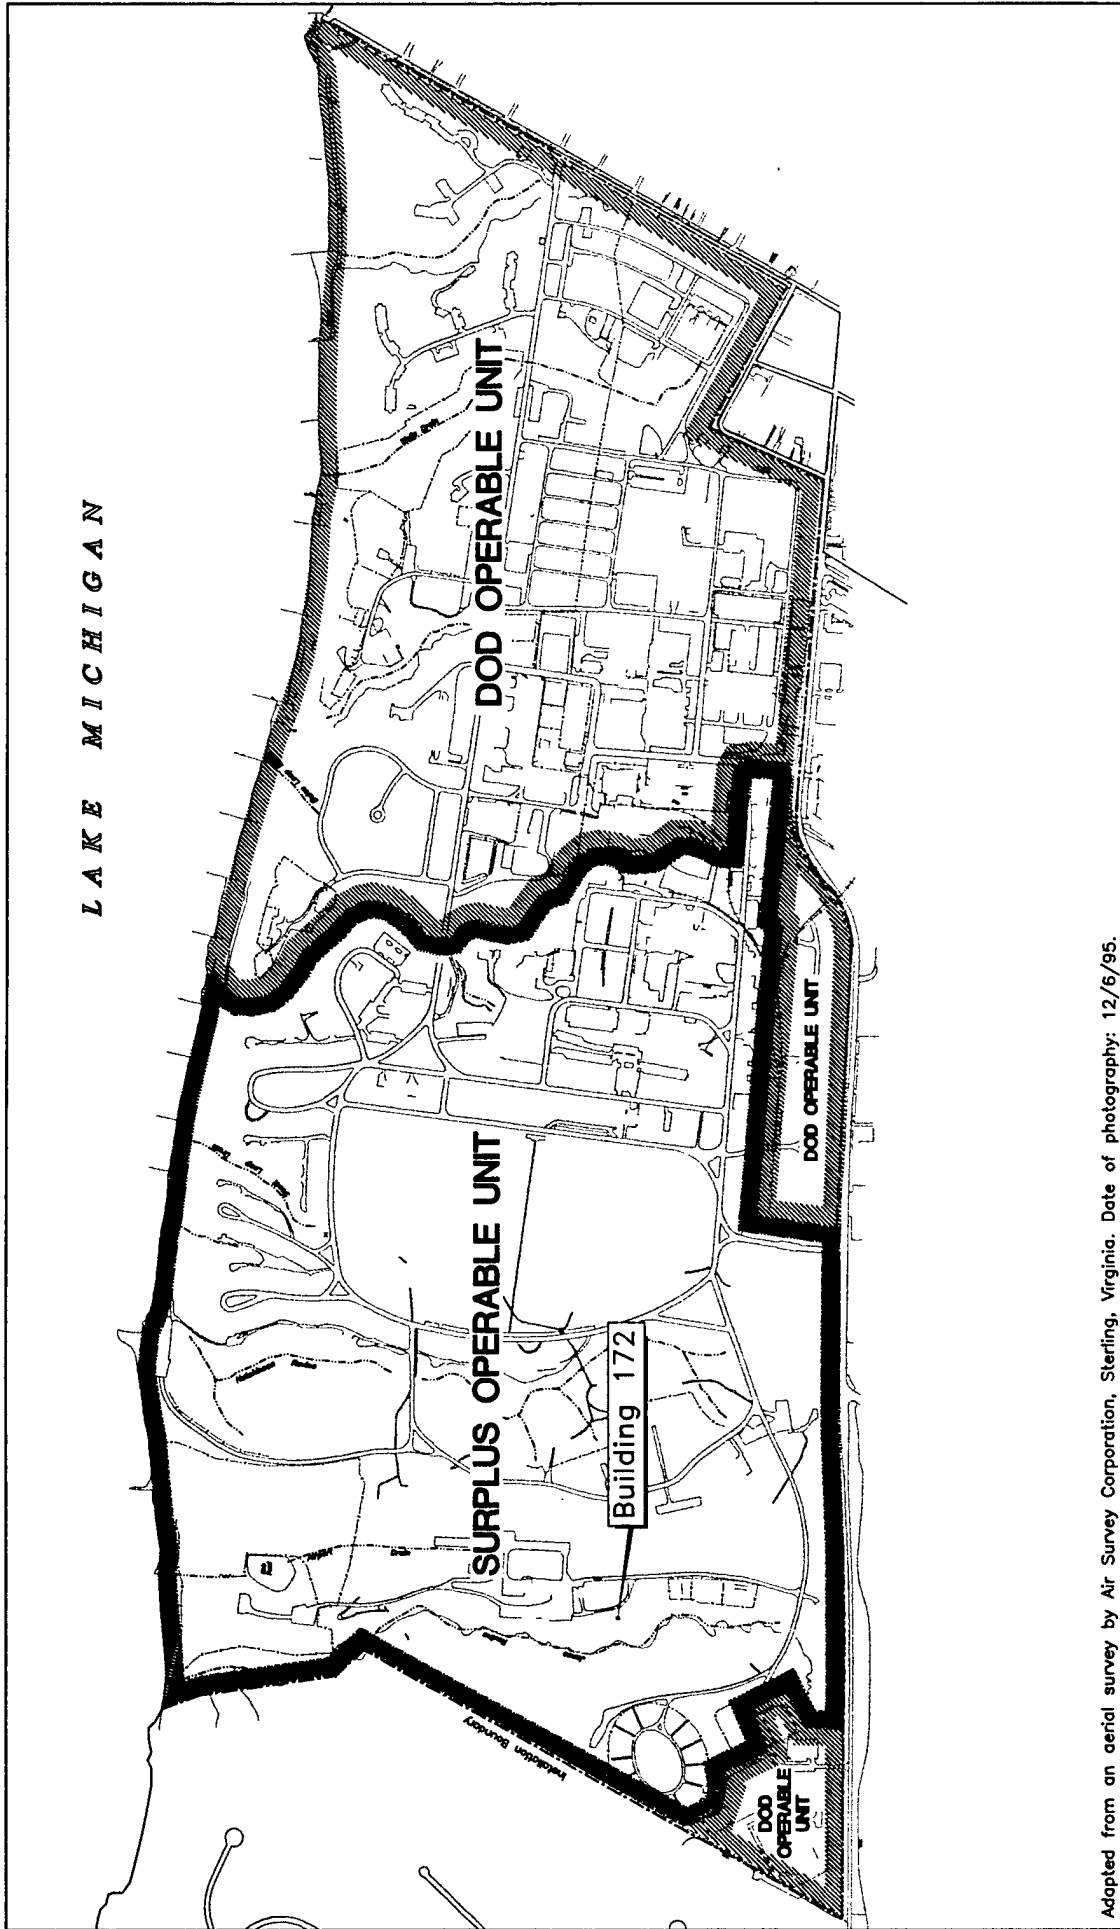 LAKE MICHIGAN
DOD OPERABLE UNIT
SURPLUS OPERABLE UNIT
Building 172
DOD OPERABLE UNIT
Installation Boundary
DOD
OPERABLE
UNIT
Adapted from an aerial survey by Air Survey Corporation, Sterling, Virginia. Date of photography: 12/6/95.